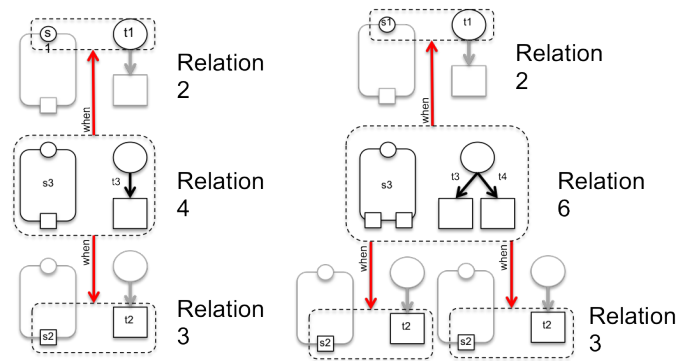 s
1
t1
Relation
2
when
s3
t3
Relation
4
when
s2
t2
Relation
3
s1
t1
Relation
2
when
s3
t3
t4
Relation
6
when
when
s2
t2
s2
t2
Relation
3